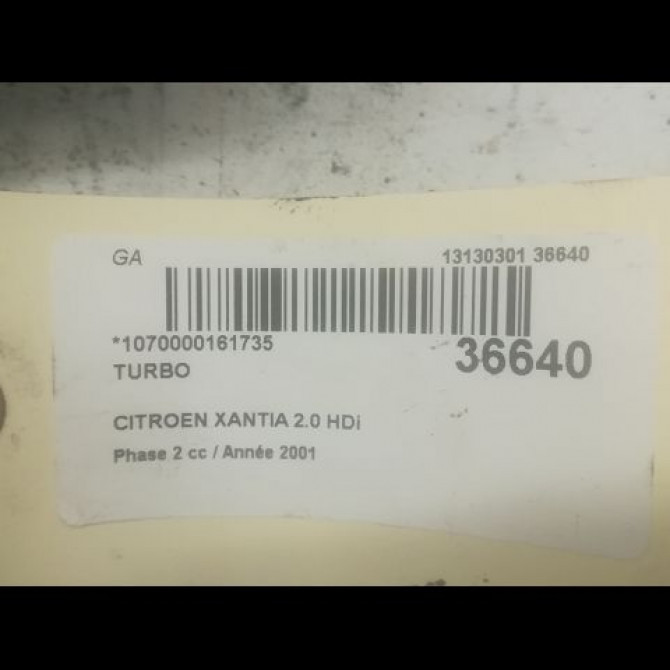 GA 13130301 36640
*1070000161735 36640
TURBO
CITROEN XANTIA 2.0 HDi
Phase 2 cc / Année 2001